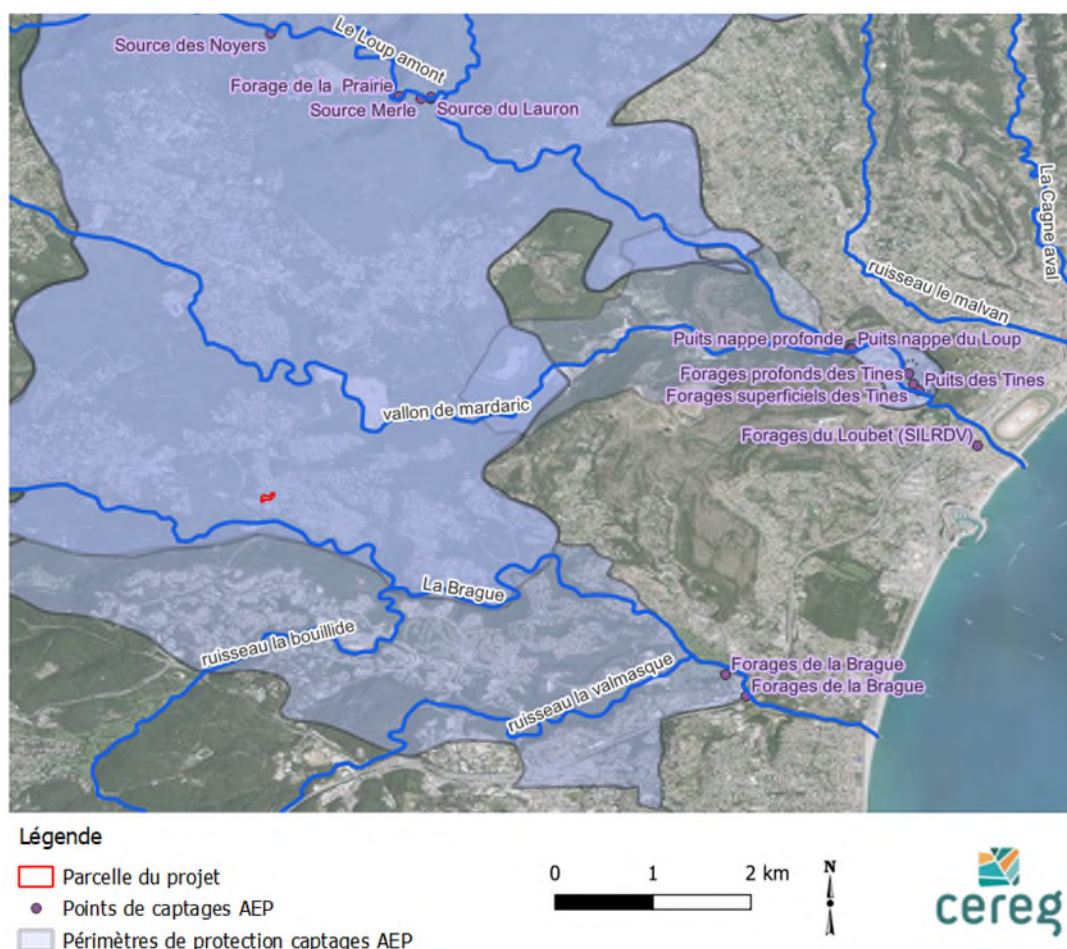 Source des Noyers
Le Loup amont
Forage de la Prairie
Source Merle
Source du Lauron
La Cagne aval
ruisseau le malvan
Puits nappe profonde
Puits nappe du Loup
Forages profonds des Tines
Puits des Tines
Forages superficiels des Tines
vallon de mardaric
Forages du Loubet (SILRDV)
La Brague
ruisseau la bouillide
ruisseau la valmasque
Forages de la Brague
Forages de la Brague
Légende
Parcelle du projet
Points de captages AEP
Périmètres de protection captages AEP
0 1 2 km
N
cereg